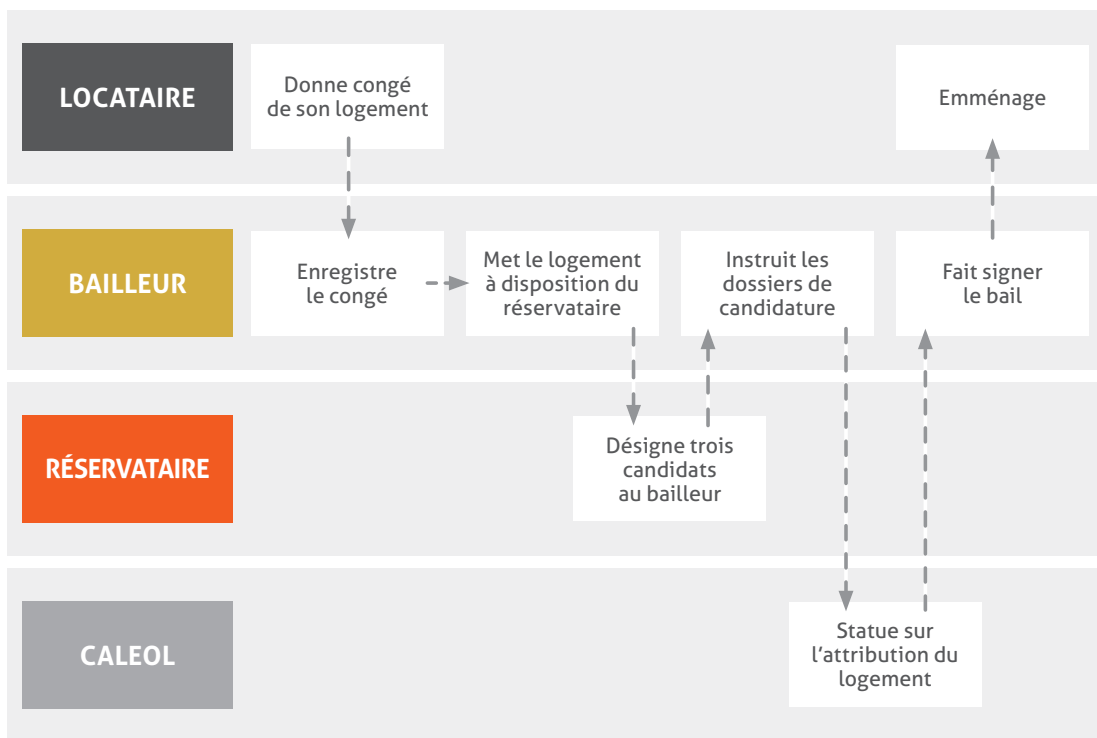 LOCATAIRE
Donne congé
de son logement
Emménage
BAILLEUR
Enregistre
le congé
Met le logement
à disposition du
réservataire
Instruit les
dossiers de
candidature
Fait signer
le bail
RÉSERVATAIRE
Désigne trois
candidats
au bailleur
CALEOL
Statue sur
l'attribution du
logement